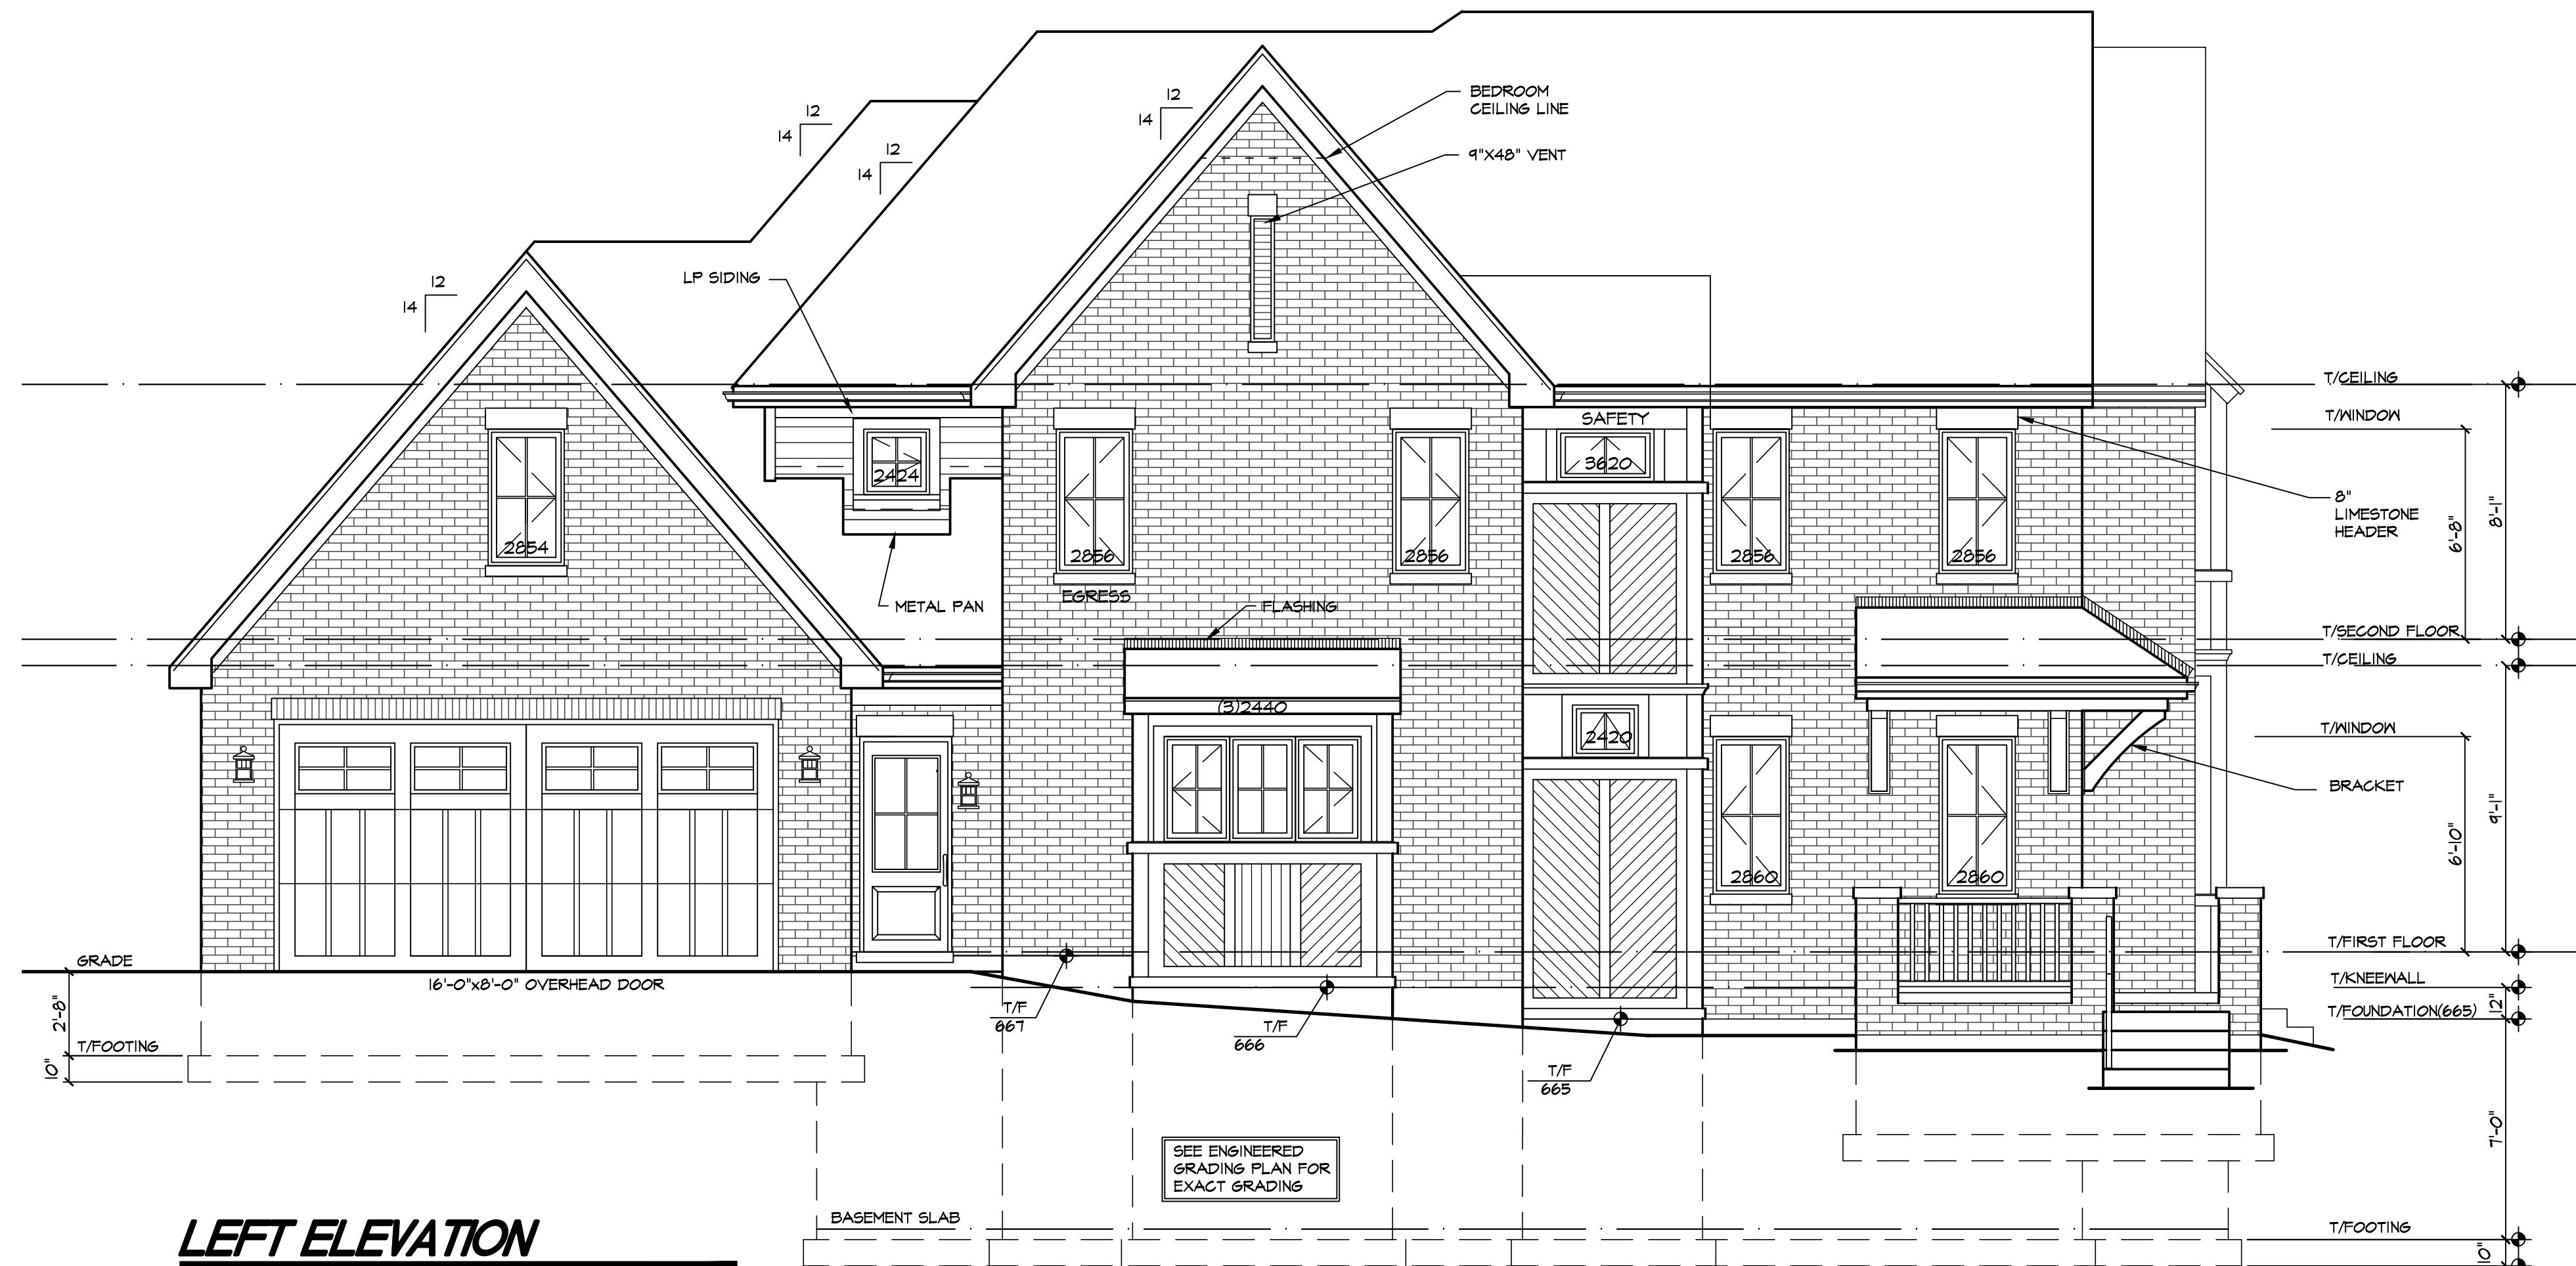 BEDROOM
CEILING LINE
9"X48" VENT
12
14
12
14
12
14
12
14
LP SIDING
T/CEILING
T/WINDOW
SAFETY
3620
2424
2854
2856
2856
2856
2856
EGRESS
8"
LIMESTONE
HEADER
6'-8"
8'-1"
METAL PAN
FLASHING
T/SECOND FLOOR
T/CEILING
(3)2440
2420
T/WINDOW
BRACKET
9'-1"
6'-10"
2860
2860
T/FIRST FLOOR
GRADE
16'-0"x8'-0" OVERHEAD DOOR
T/KNEEWALL
T/FOUNDATION(665)
12"
2'-8"
T/FOOTING
10"
T/F
667
T/F
666
T/F
665
7'-0"
SEE ENGINEERED
GRADING PLAN FOR
EXACT GRADING
BASEMENT SLAB
T/FOOTING
10"
LEFT ELEVATION